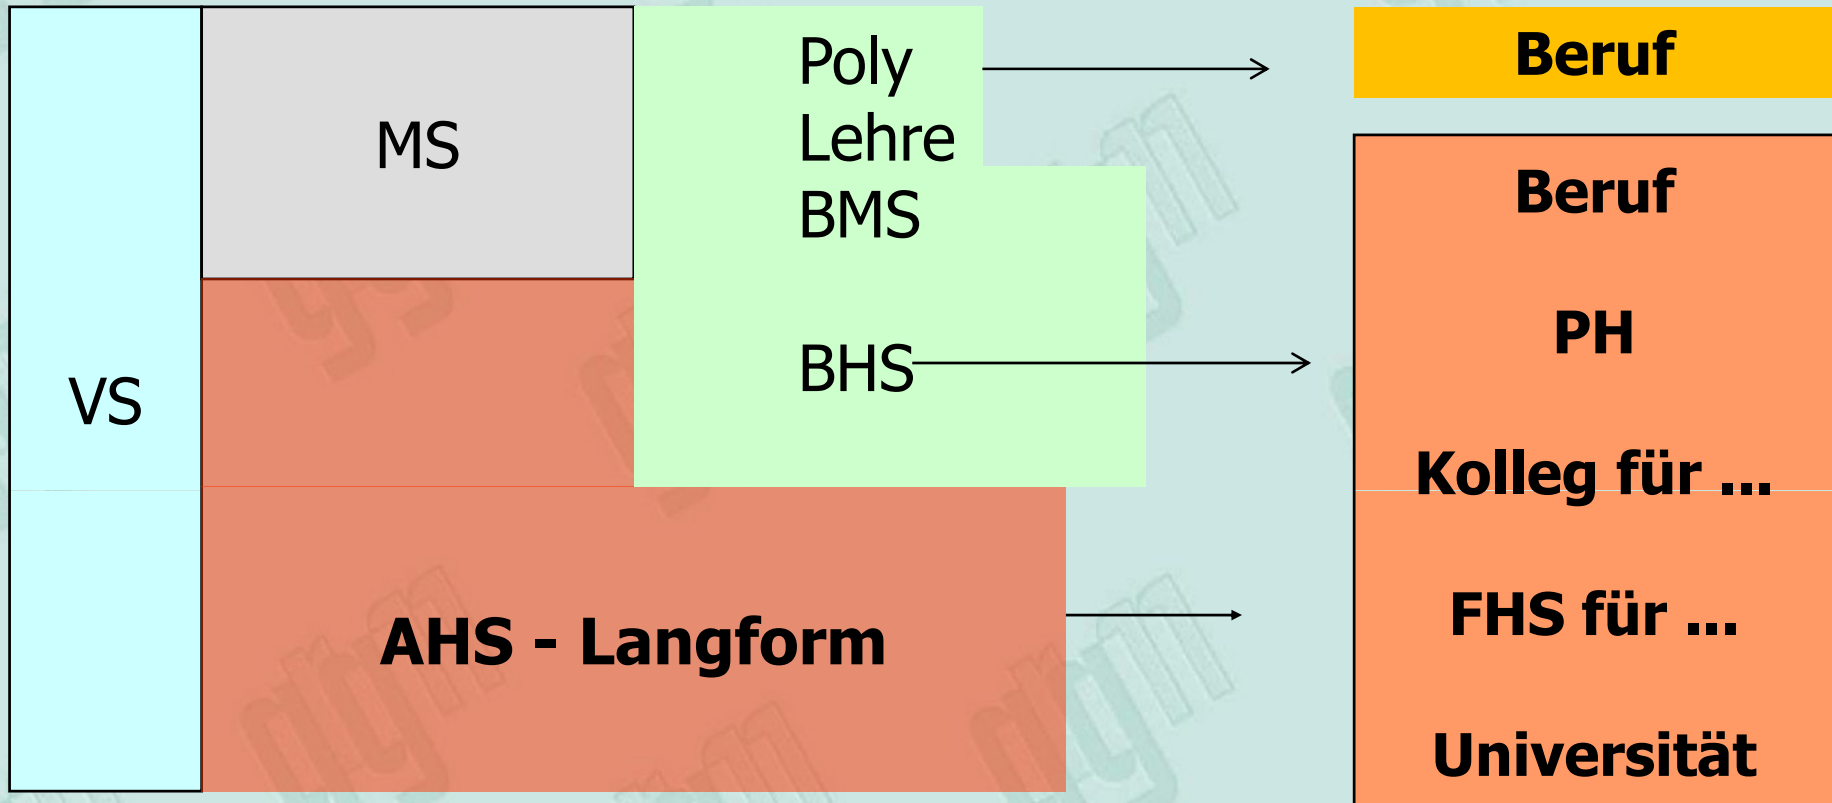 VS
MS
Poly
Lehre
BMS
BHS
AHS - Langform
Beruf
Beruf
PH
Kolleg für ...
FHS für ...
Universität